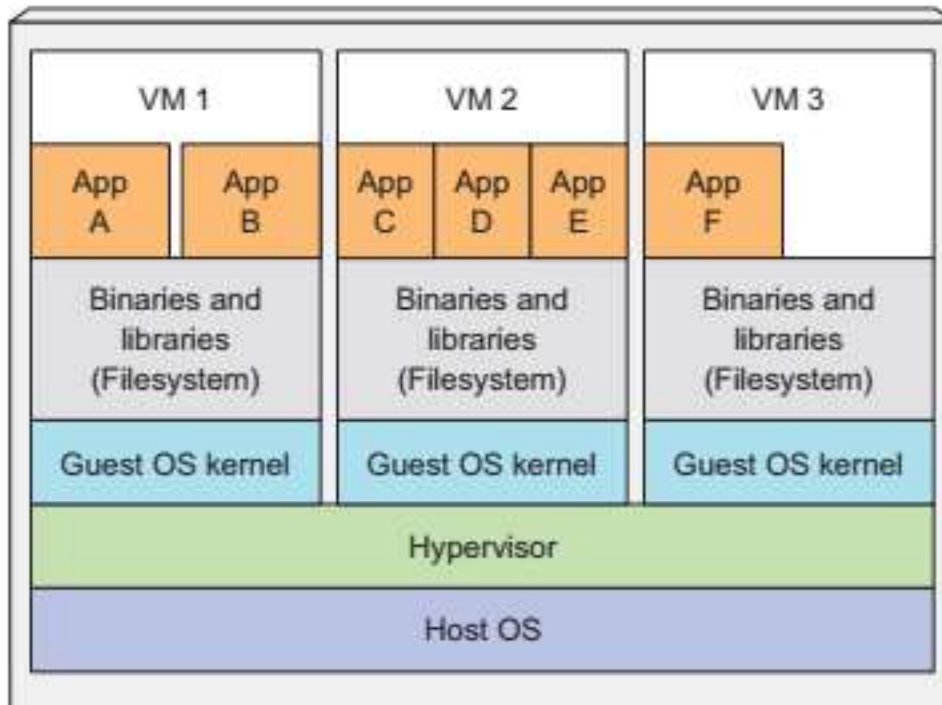 VM 1
VM 2
VM 3
App
A
App
B
App
C
App
D
App
E
App
F
Binaries and
libraries
(Filesystem)
Binaries and
libraries
(Filesystem)
Binaries and
libraries
(Filesystem)
Guest OS kernel
Guest OS kernel
Guest OS kernel
Hypervisor
Host OS